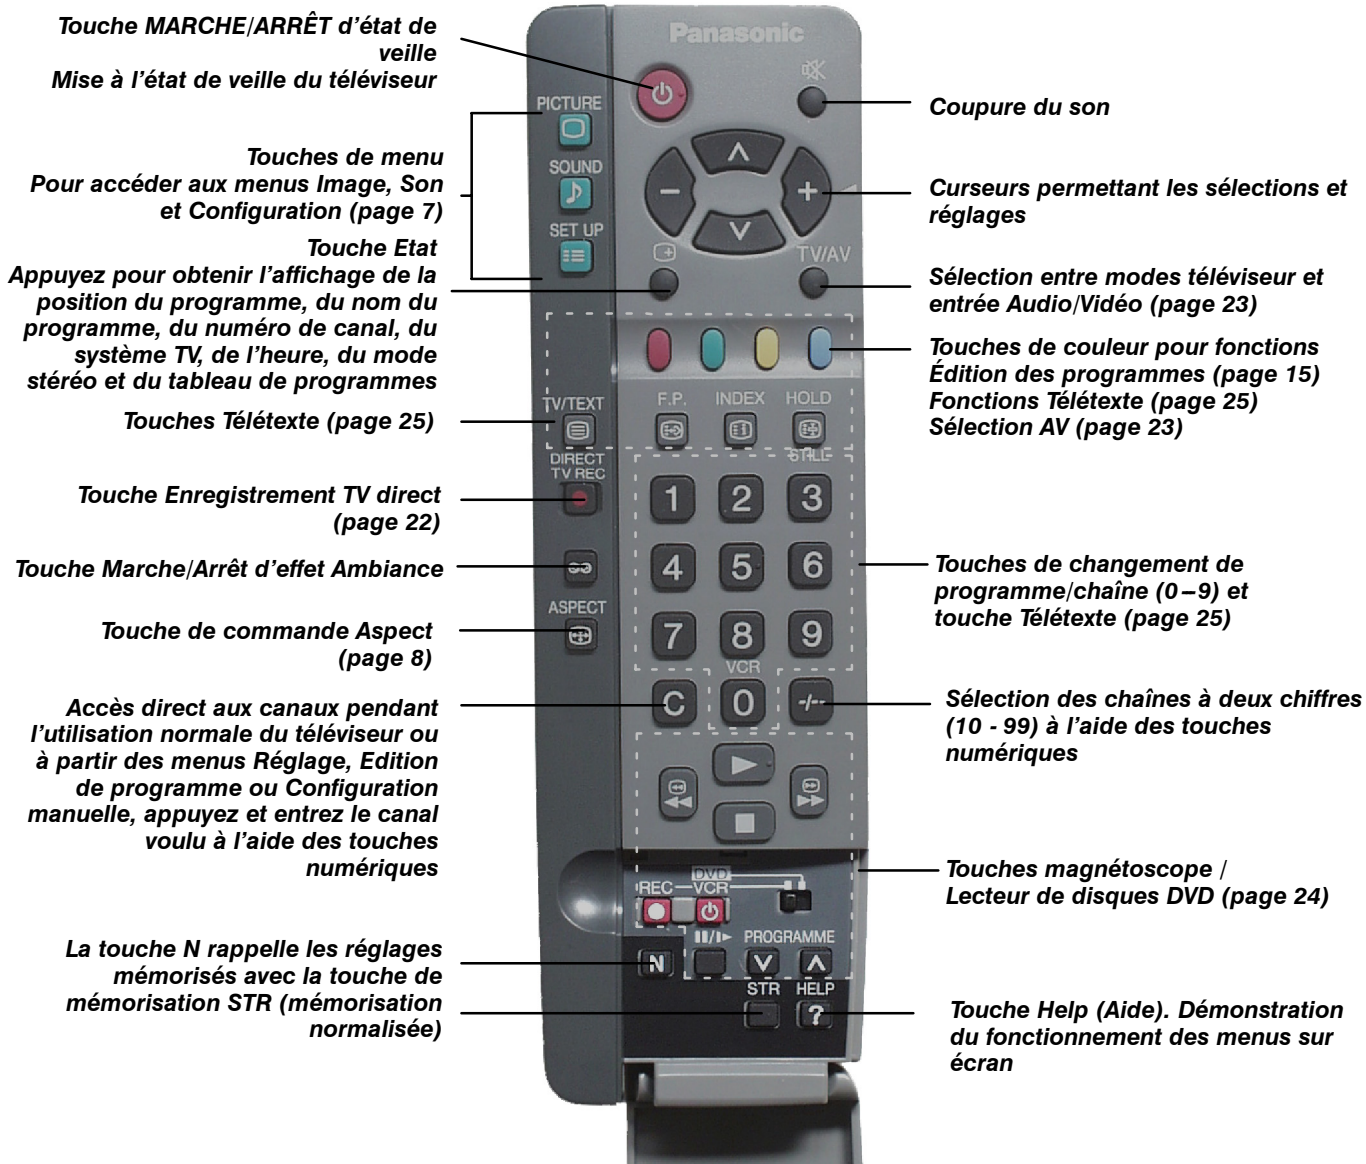 Touche MARCHE/ARRÊT d'état de
veille
Mise à l'état de veille du téléviseur
Touches de menu
Pour accéder aux menus Image, Son
et Configuration (page 7)
Touche Etat
Appuyez pour obtenir l'affichage de la
position du programme, du nom du
programme, du numéro de canal, du
système TV, de l'heure, du mode
stéréo et du tableau de programmes
Touches Télétexte (page 25)
Touche Enregistrement TV direct
(page 22)
Touche Marche/Arrêt d'effet Ambiance
Touche de commande Aspect
(page 8)
Accès direct aux canaux pendant
l'utilisation normale du téléviseur ou
à partir des menus Réglage, Edition
de programme ou Configuration
manuelle, appuyez et entrez le canal
voulu à l'aide des touches
numériques
La touche N rappelle les réglages
mémorisés avec la touche de
mémorisation STR (mémorisation
normalisée)
Panasonic
PICTURE
SOUND
SET UP
TV/AV
F.P. INDEX HOLD
TV/TEXT
STILL
DIRECT
TV REC
1 2 3
4 5 6
ASPECT
7 8 9
VCR
C 0 -/--
DVD
REC VCR
PROGRAMME
N
STR HELP
?
Coupure du son
Curseurs permettant les sélections et
réglages
Sélection entre modes téléviseur et
entrée Audio/Vidéo (page 23)
Touches de couleur pour fonctions
Édition des programmes (page 15)
Fonctions Télétexte (page 25)
Sélection AV (page 23)
Touches de changement de
programme/chaîne (0–9) et
touche Télétexte (page 25)
Sélection des chaînes à deux chiffres
(10 - 99) à l'aide des touches
numériques
Touches magnétoscope /
Lecteur de disques DVD (page 24)
Touche Help (Aide). Démonstration
du fonctionnement des menus sur
écran